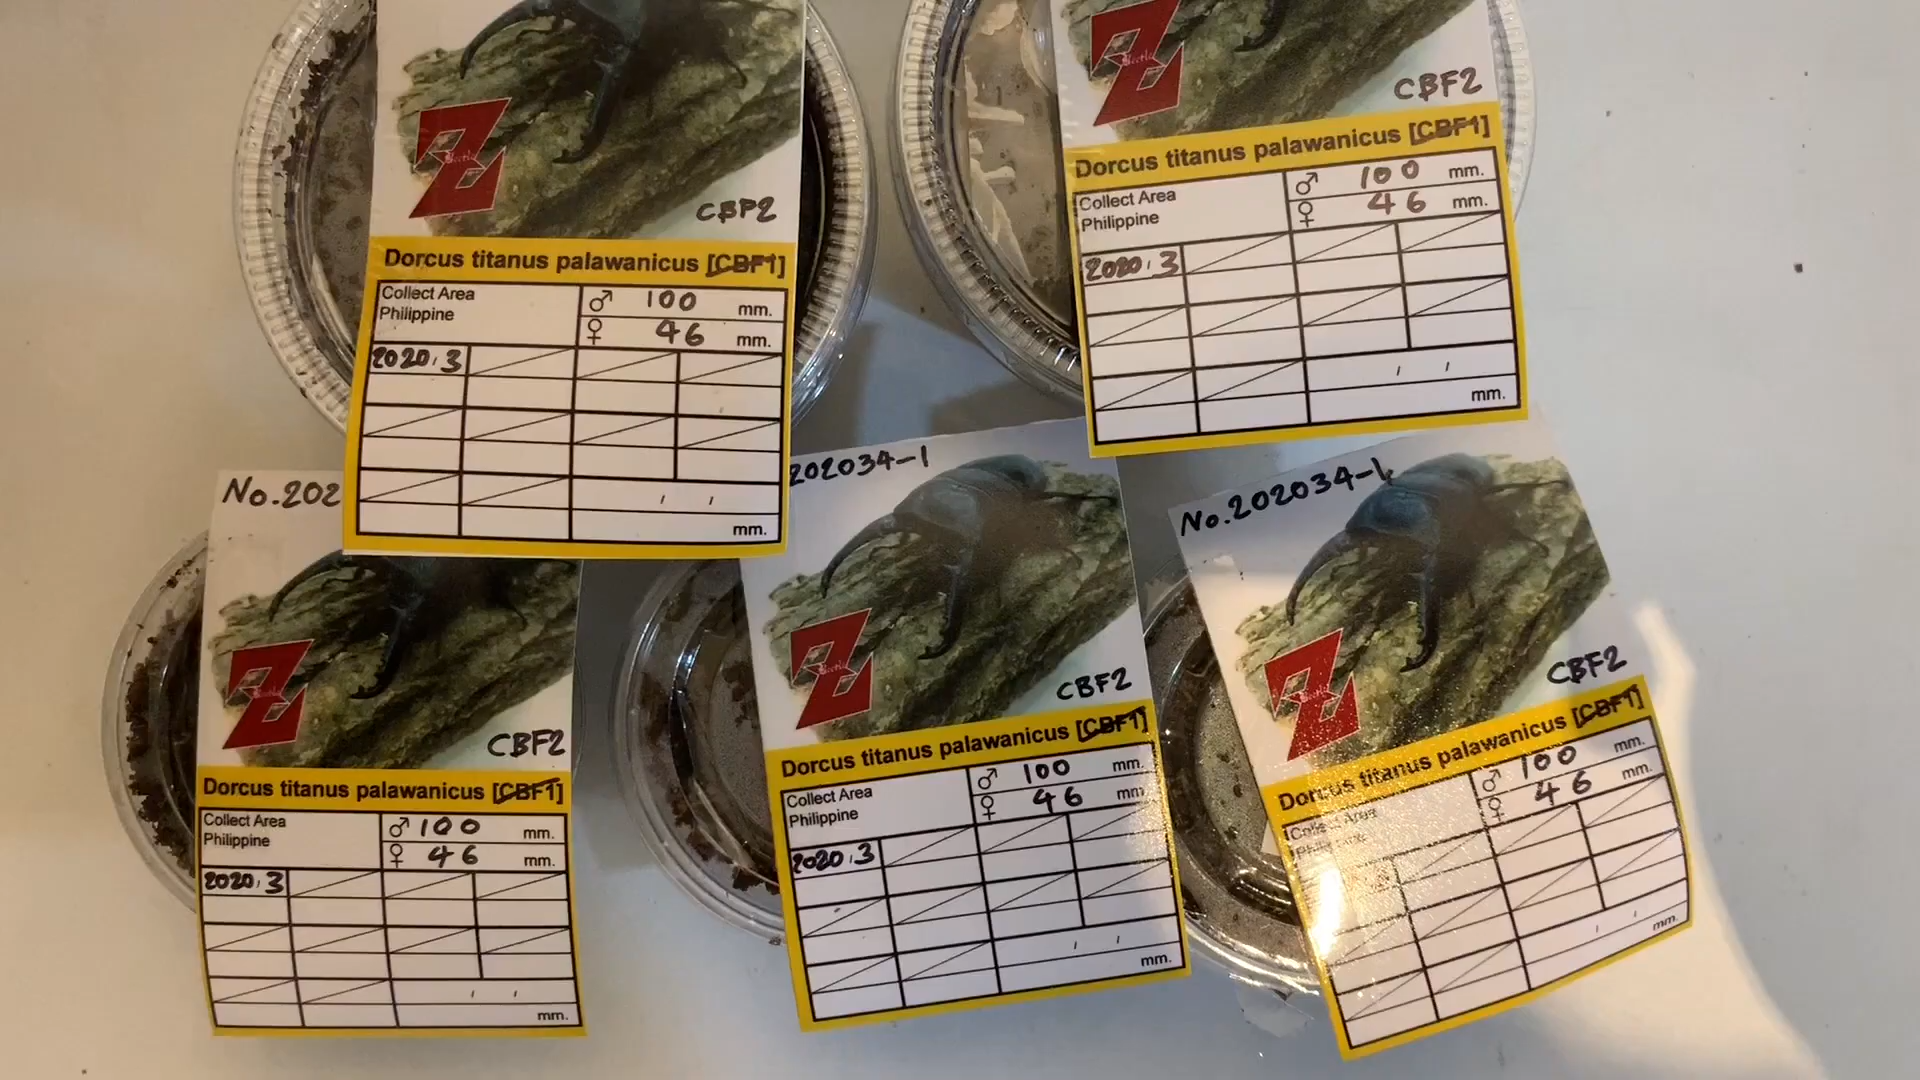 CBF2
Dorcus titanus palawanicus [CBF1]
Collect Area
Philippine
♂ 100 mm.
♀ 46 mm.
2020.3
mm.
Beetle
CBF2
Dorcus titanus palawanicus [CBF1]
Collect Area
Philippine
♂ 100 mm.
♀ 46 mm.
2020.3
mm.
No.202
CBF2
Dorcus titanus palawanicus [CBF1]
Collect Area
Philippine
♂ 100 mm.
♀ 46 mm.
2020.3
mm.
202034-1
CBF2
Dorcus titanus palawanicus [CBF1]
Collect Area
Philippine
♂ 100 mm.
♀ 46 mm
2020.3
mm.
No.202034-1
CBF2
Dorcus titanus palawanicus [CBF1]
Collect Area
♂ 100 mm.
♀ 46 mm.
mm.